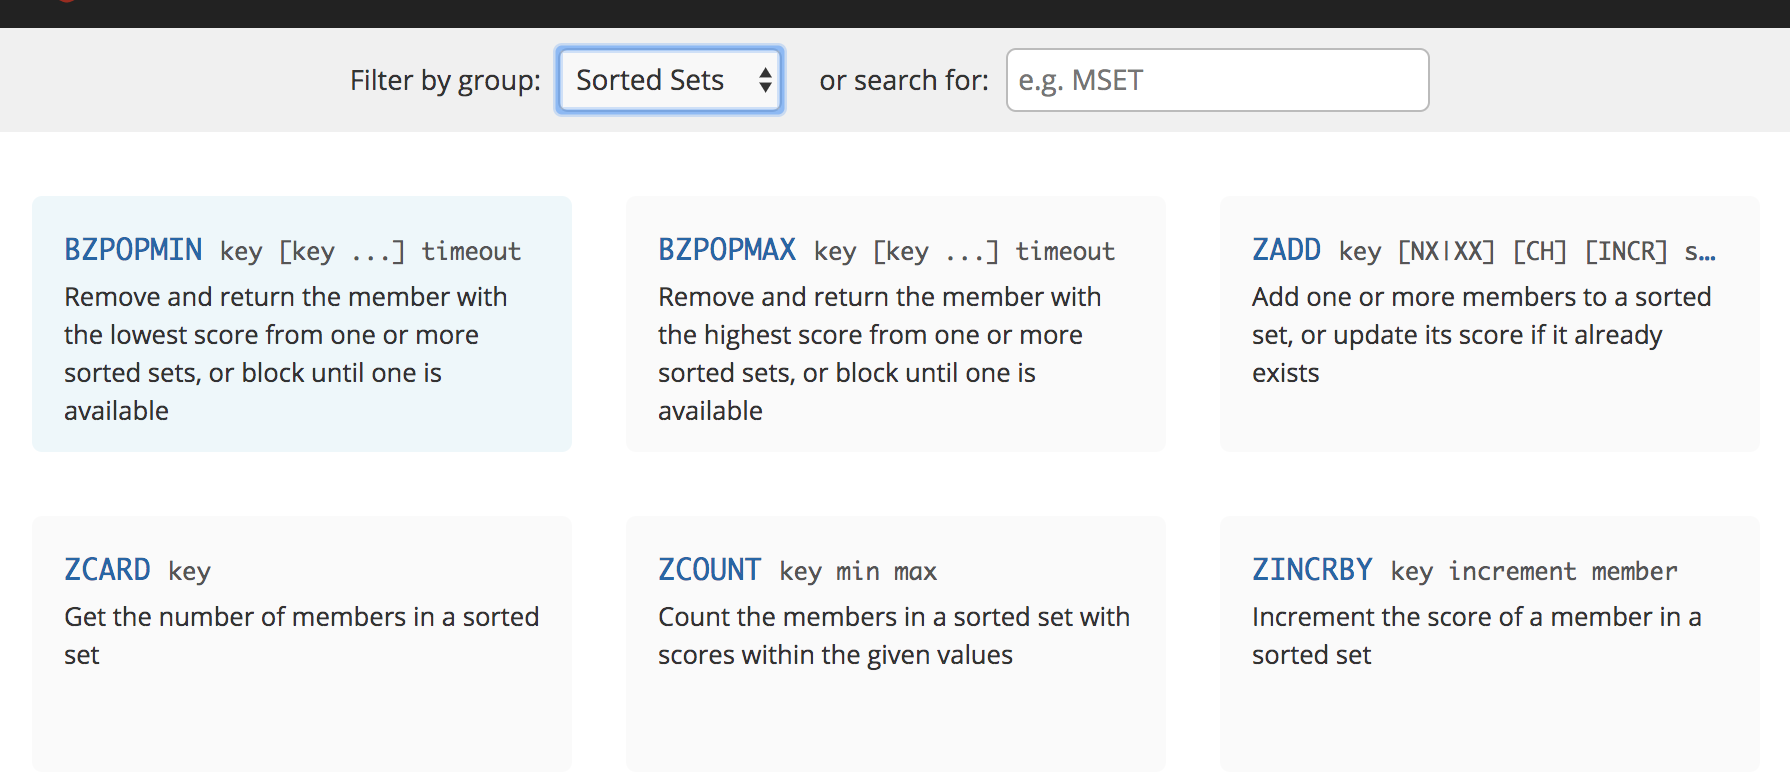 Filter by group: Sorted Sets or search for: e.g. MSET
BZPOPMIN key [key ...] timeout
Remove and return the member with
the lowest score from one or more
sorted sets, or block until one is
available
BZPOPMAX key [key ...] timeout
Remove and return the member with
the highest score from one or more
sorted sets, or block until one is
available
ZADD key [NX|XX] [CH] [INCR] s…
Add one or more members to a sorted
set, or update its score if it already
exists
ZCARD key
Get the number of members in a sorted
set
ZCOUNT key min max
Count the members in a sorted set with
scores within the given values
ZINCRBY key increment member
Increment the score of a member in a
sorted set